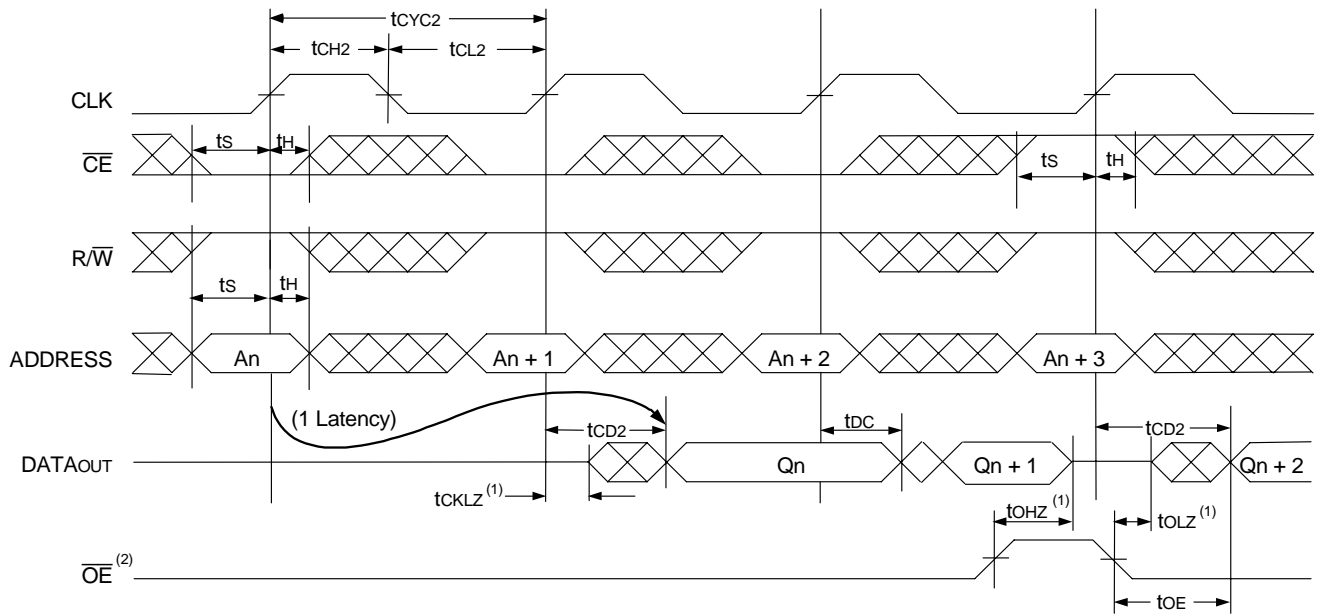 tCYC2
tCH2
tCL2
CLK
tS
tH
CE
tS
tH
R/W
tS
tH
ADDRESS
An
An + 1
An + 2
An + 3
(1 Latency)
tCD2
tDC
tCD2
DATAOUT
Qn
Qn + 1
Qn + 2
tCKLZ (1)
tOHZ (1)
tOLZ (1)
OE (2)
tOE